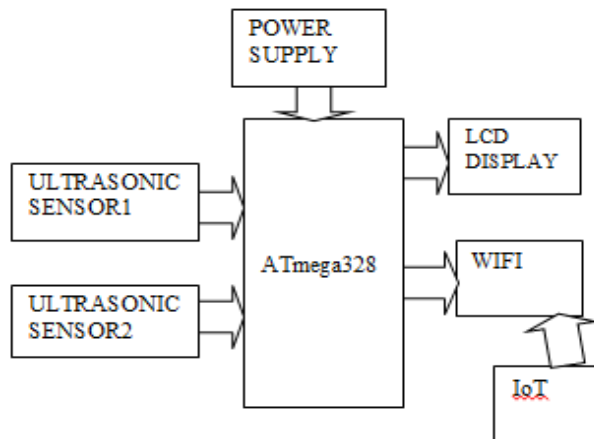 POWER
SUPPLY
LCD
DISPLAY
ULTRASONIC
SENSOR1
ATmega328
WIFI
ULTRASONIC
SENSOR2
IoT